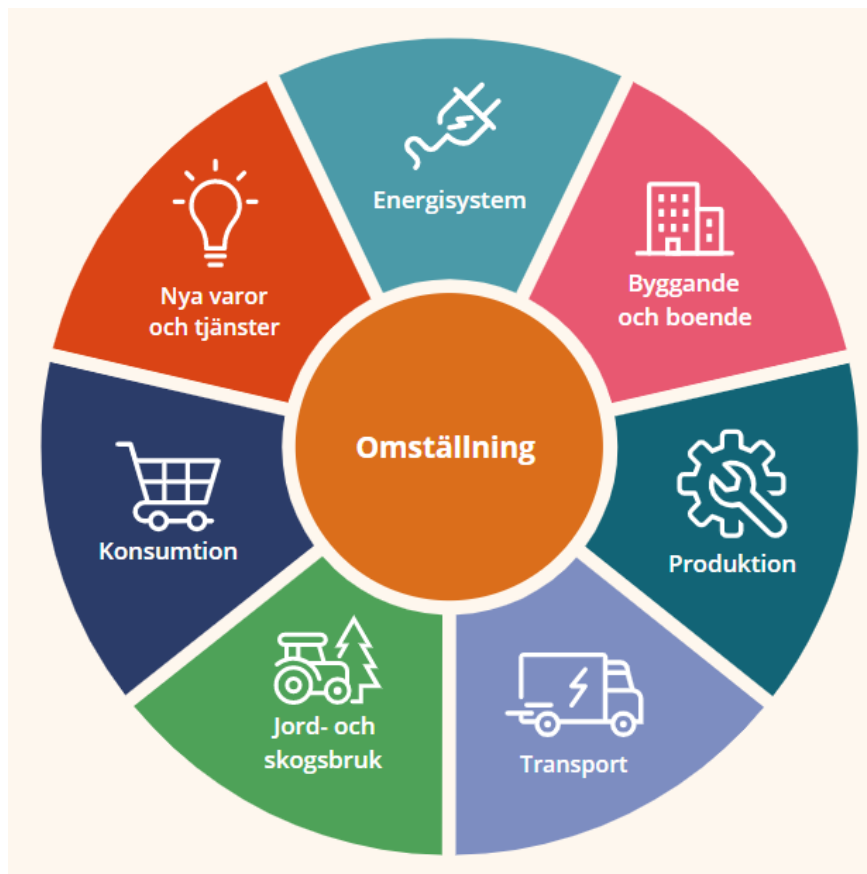 Energisystem
Byggande
och boende
Produktion
Transport
Jord- och
skogsbruk
Konsumtion
Nya varor
och tjänster
Omställning